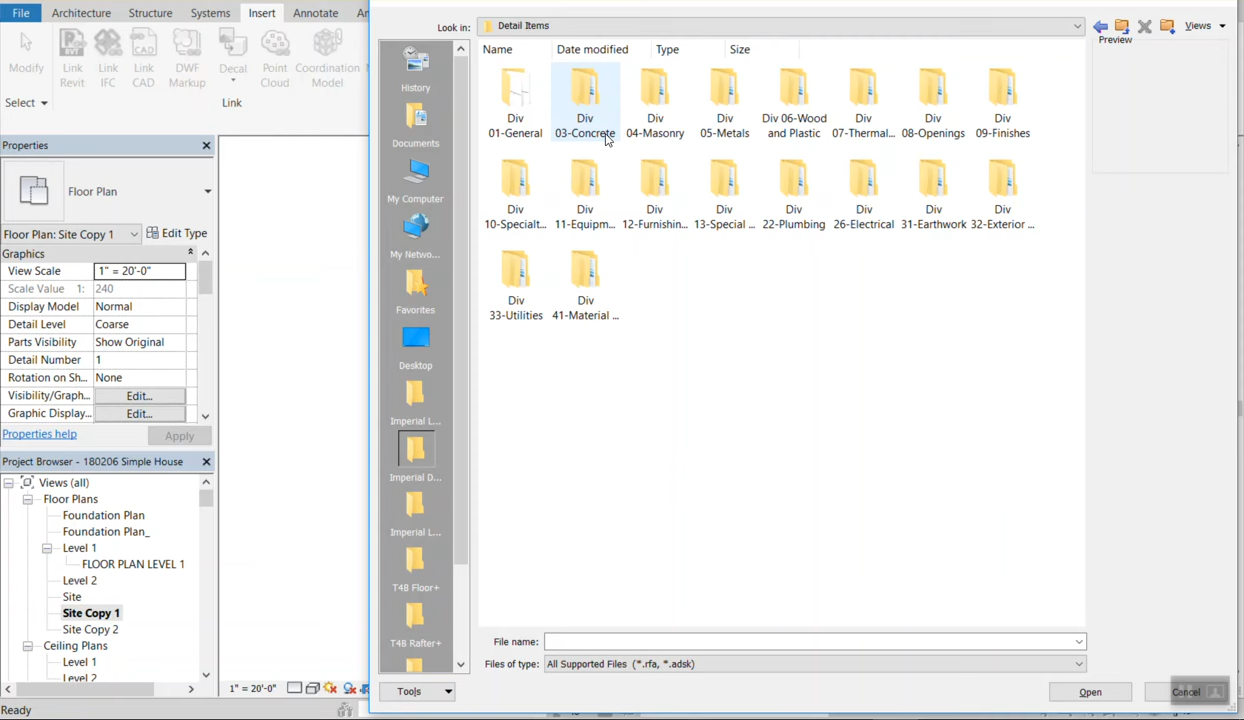 File Architecture Structure Systems Insert Annotate
Modify
Link Revit
Link IFC
Link CAD
DWF Markup
Decal
Point Cloud
Coordination Model
Select
Link
Properties
Floor Plan
Floor Plan: Site Copy 1
Edit Type
Graphics
View Scale 1" = 20'-0"
Scale Value 1: 240
Display Model Normal
Detail Level Coarse
Parts Visibility Show Original
Detail Number 1
Rotation on Sh... None
Visibility/Graph... Edit...
Graphic Display... Edit...
Properties help
Apply
Project Browser - 180206 Simple House
Views (all)
Floor Plans
Foundation Plan
Foundation Plan_
Level 1
FLOOR PLAN LEVEL 1
Level 2
Site
Site Copy 1
Site Copy 2
Ceiling Plans
Level 1
Level 2
1" = 20'-0"
Ready
Look in: Detail Items
Views
Preview
History
Documents
My Computer
My Netwo...
Favorites
Desktop
Imperial L...
Imperial D...
Imperial L...
T4B Floor+
T4B Rafter+
Name Date modified Type Size
Div 01-General
Div 03-Concrete
Div 04-Masonry
Div 05-Metals
Div 06-Wood and Plastic
Div 07-Thermal...
Div 08-Openings
Div 09-Finishes
Div 10-Specialt...
Div 11-Equipm...
Div 12-Furnishin...
Div 13-Special ...
Div 22-Plumbing
Div 26-Electrical
Div 31-Earthwork
Div 32-Exterior ...
Div 33-Utilities
Div 41-Material ...
File name:
Files of type: All Supported Files (*.rfa, *.adsk)
Tools
Open
Cancel